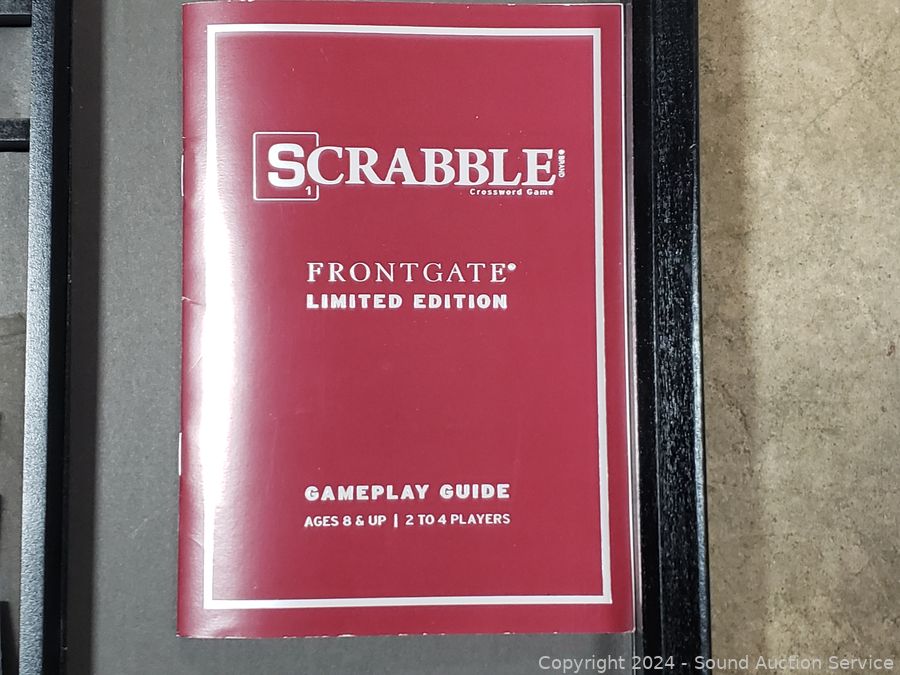 SCRABBLE ® BRAND
1
Crossword Game
FRONTGATE®
LIMITED EDITION
GAMEPLAY GUIDE
AGES 8 & UP | 2 TO 4 PLAYERS
Copyright 2024 - Sound Auction Service